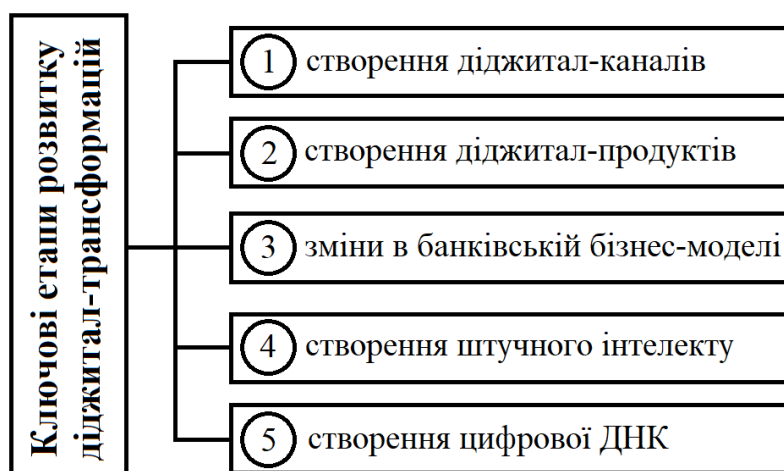 Ключові етапи розвитку
діджитал-трансформацій
1 створення діджитал-каналів
2 створення діджитал-продуктів
3 зміни в банківській бізнес-моделі
4 створення штучного інтелекту
5 створення цифрової ДНК